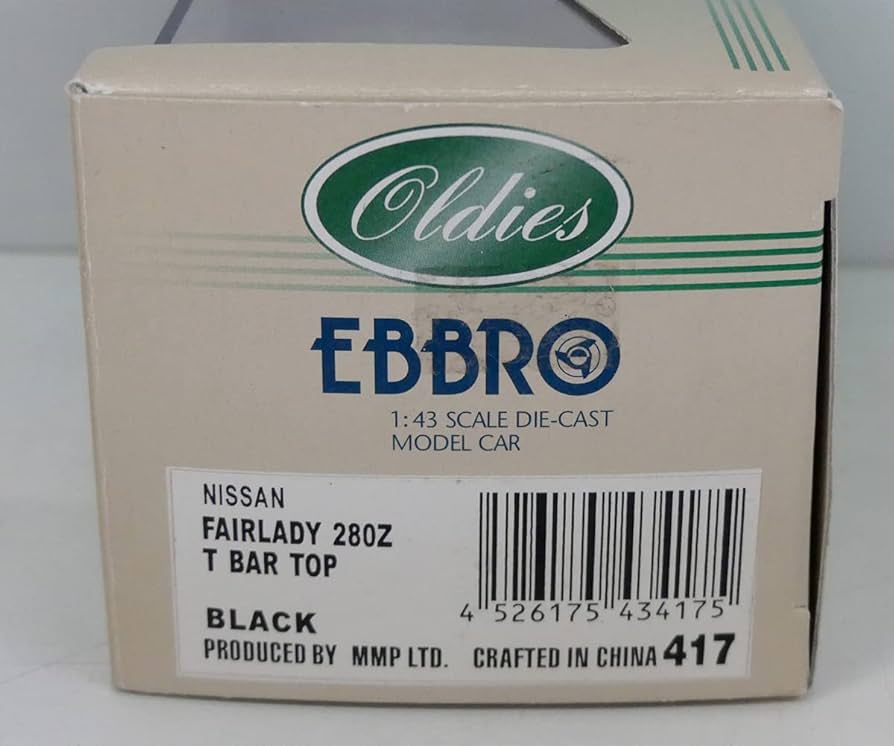 Oldies
EBBRO
1:43 SCALE DIE-CAST
MODEL CAR
NISSAN
FAIRLADY 280Z
T BAR TOP
BLACK
4 526175 434175
PRODUCED BY MMP LTD. CRAFTED IN CHINA 417